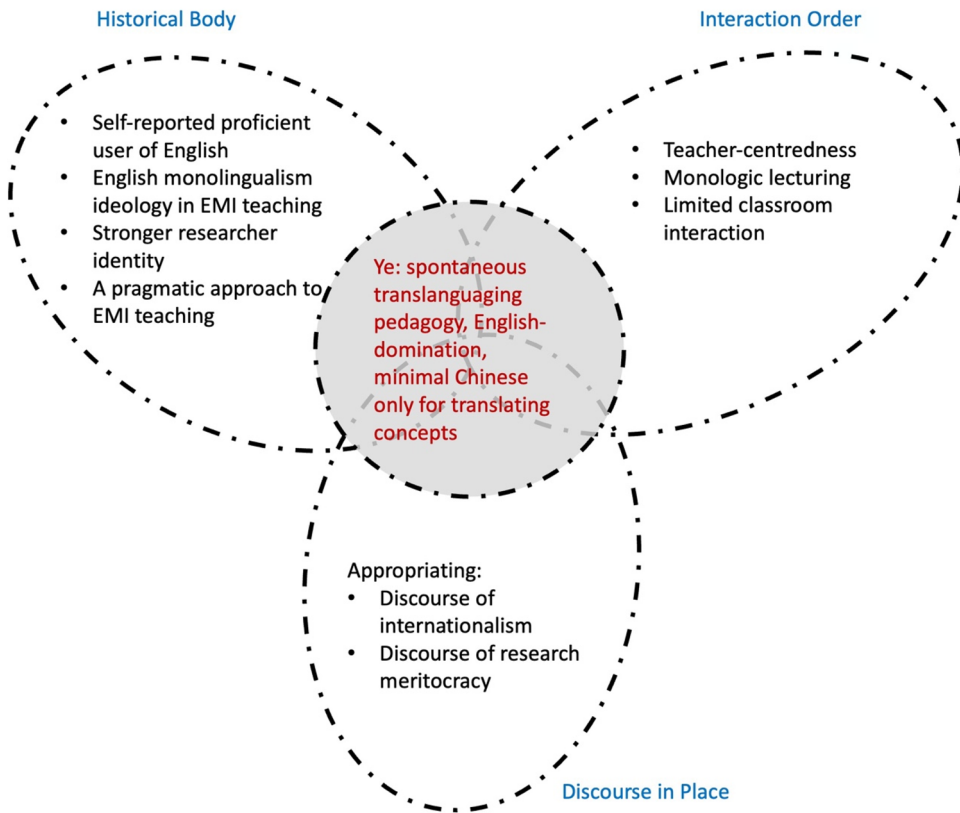 Historical Body
Interaction Order
• Self-reported proficient
user of English
• English monolingualism
ideology in EMI teaching
• Stronger researcher
identity
• A pragmatic approach to
EMI teaching
• Teacher-centredness
• Monologic lecturing
• Limited classroom
interaction
Ye: spontaneous
translanguaging
pedagogy, English-
domination,
minimal Chinese
only for translating
concepts
Appropriating:
• Discourse of
internationalism
• Discourse of research
meritocracy
Discourse in Place